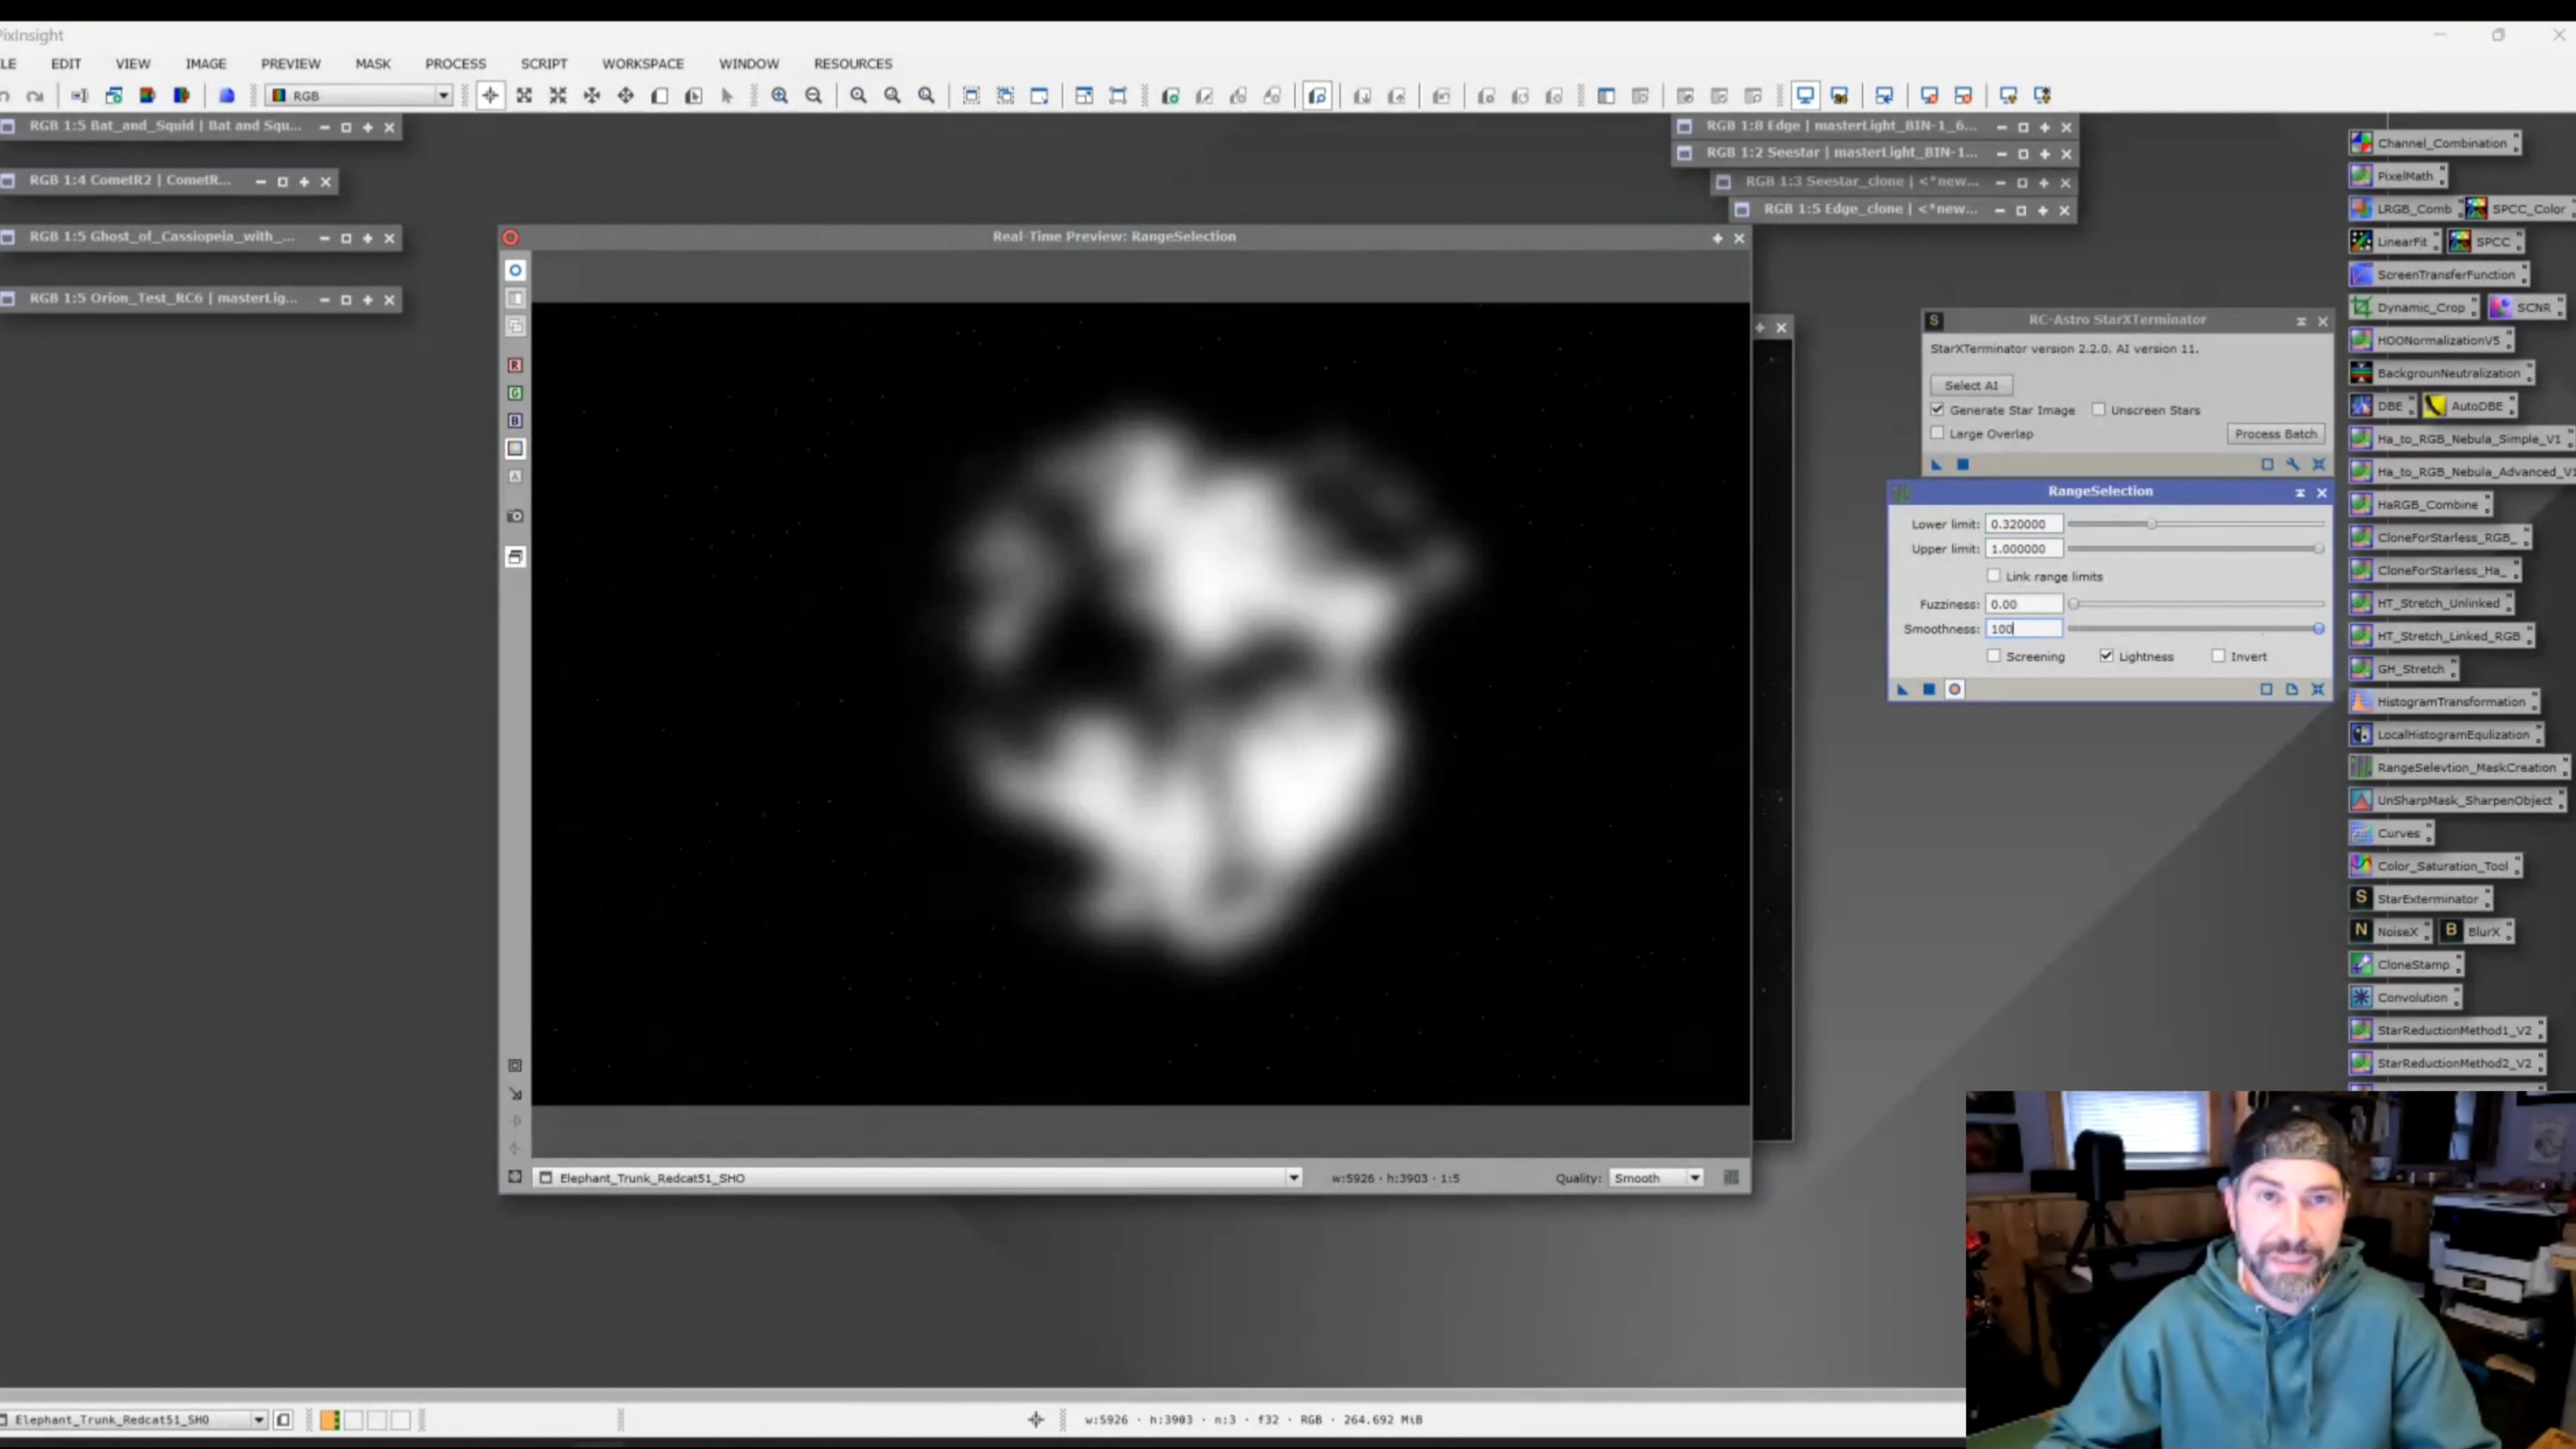 PixInsight
LE EDIT VIEW IMAGE PREVIEW MASK PROCESS SCRIPT WORKSPACE WINDOW RESOURCES
RGB
RGB 1:5 Bat_and_Squid | Bat and Squ...
RGB 1:4 CometR2 | CometR...
RGB 1:5 Ghost_of_Cassiopeia_with_...
RGB 1:5 Orion_Test_RC6 | masterLig...
RGB 1:8 Edge | masterLight_BIN-1_6...
RGB 1:2 Seestar | masterLight_BIN-1...
RGB 1:3 Seestar_clone | <*new...
RGB 1:5 Edge_clone | <*new...
Real-Time Preview: RangeSelection
R
G
B
A
Elephant_Trunk_Redcat51_SHO
w:5926 · h:3903 · 1:5
Quality: Smooth
S RC-Astro StarXTerminator
StarXTerminator version 2.2.0. AI version 11.
Select AI
Generate Star Image Unscreen Stars
Large Overlap Process Batch
RangeSelection
Lower limit: 0.320000
Upper limit: 1.000000
Link range limits
Fuzziness: 0.00
Smoothness: 100
Screening Lightness Invert
Channel_Combination
PixelMath
LRGB_Comb SPCC_Color
LinearFit SPCC
ScreenTransferFunction
Dynamic_Crop SCNR
HOONormalizationV5
BackgrounNeutralization
DBE AutoDBE
Ha_to_RGB_Nebula_Simple_V1
Ha_to_RGB_Nebula_Advanced_V1
HaRGB_Combine
CloneForStarless_RGB_
CloneForStarless_Ha_
HT_Stretch_Unlinked
HT_Stretch_Linked_RGB
GH_Stretch
HistogramTransformation
LocalHistogramEqulization
RangeSelevtion_MaskCreation
UnSharpMask_SharpenObject
Curves
Color_Saturation_Tool
S StarExterminator
N NoiseX B BlurX
CloneStamp
Convolution
StarReductionMethod1_V2
StarReductionMethod2_V2
Elephant_Trunk_Redcat51_SHO
w:5926 · h:3903 · n:3 · f32 · RGB · 264.692 MiB